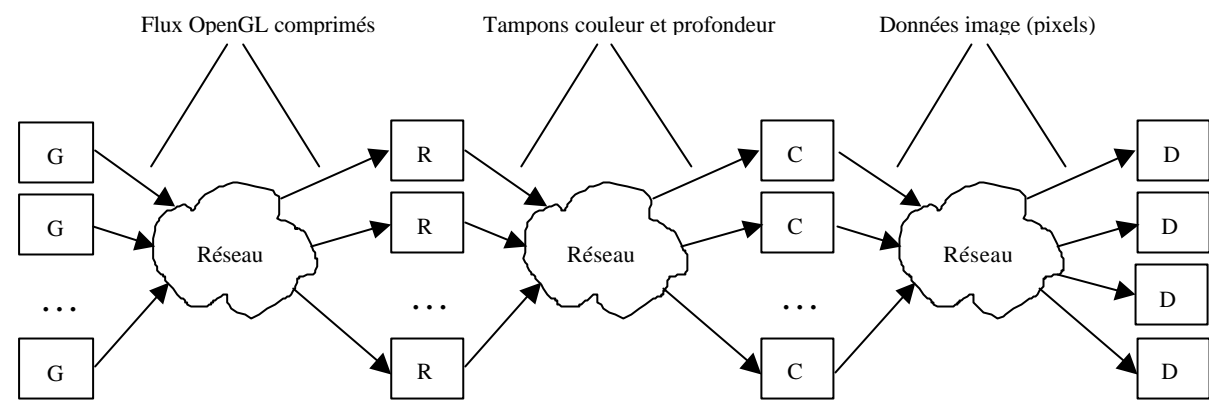 Flux OpenGL comprimés
Tampons couleur et profondeur
Données image (pixels)
G
R
C
D
G
R
C
D
Réseau
Réseau
Réseau
D
...
...
...
G
R
C
D